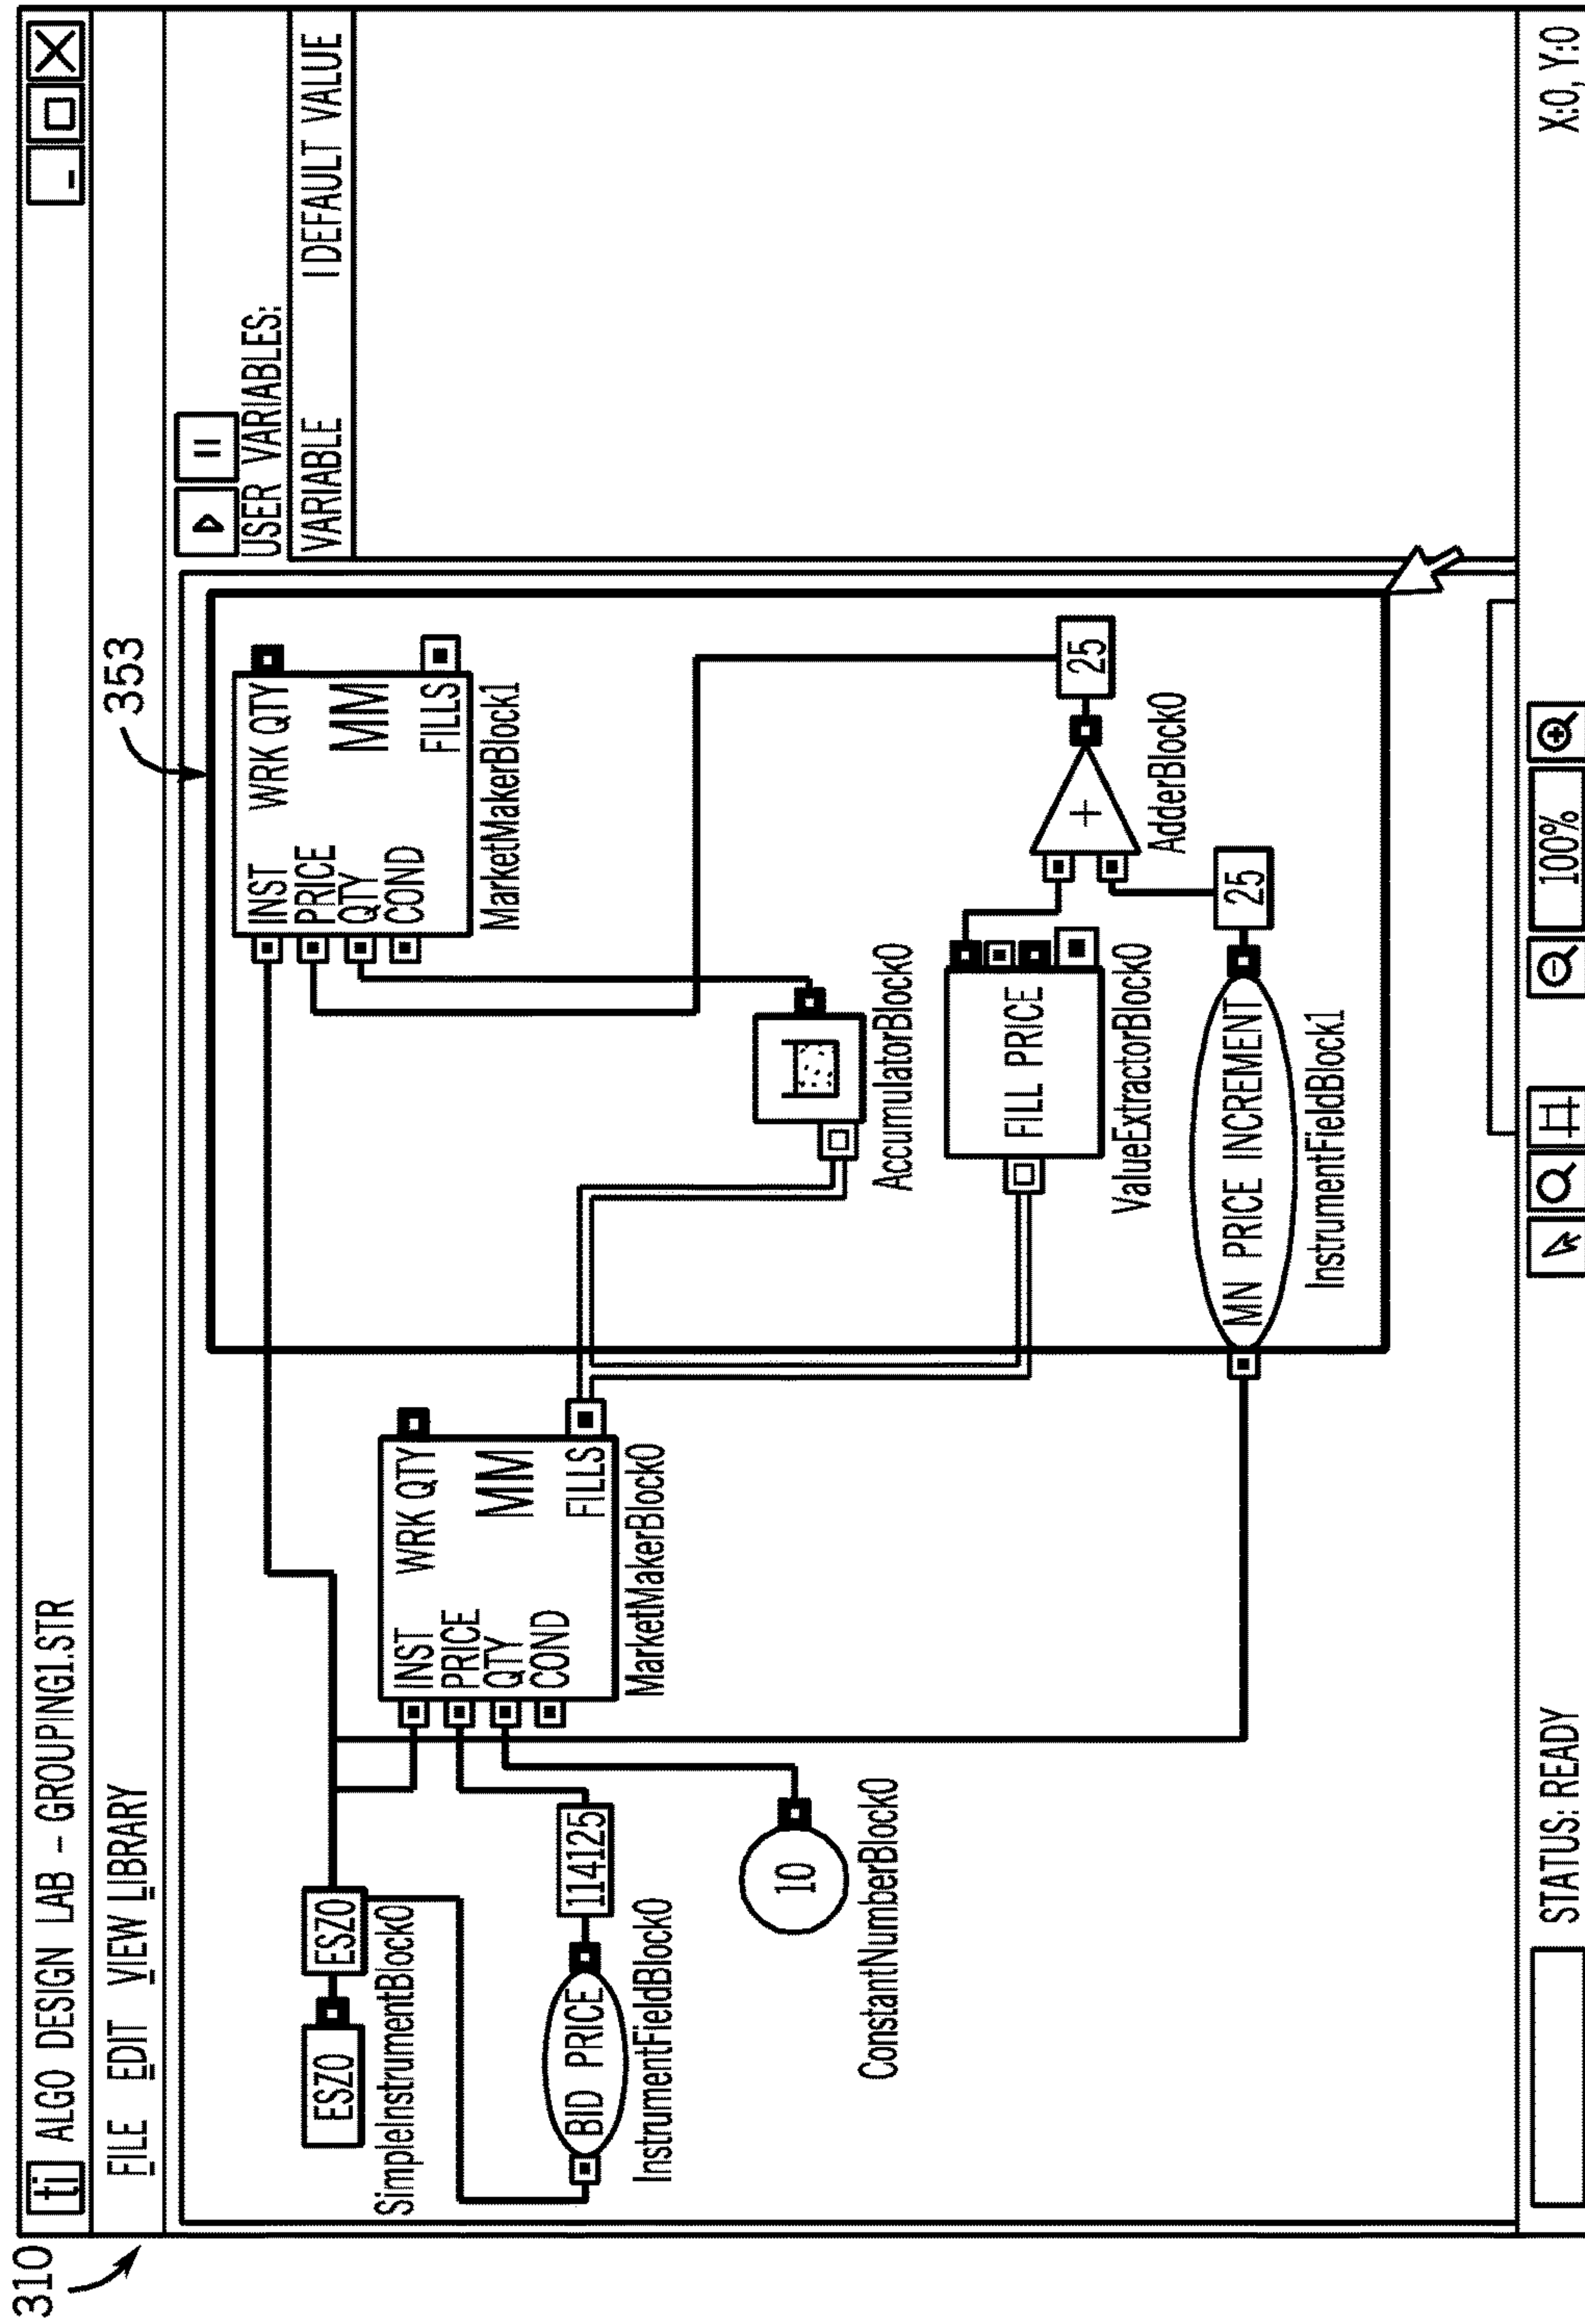 310
ti ALGO DESIGN LAB – GROUPING1.STR
FILE EDIT VIEW LIBRARY
353
USER VARIABLES:
VARIABLE | DEFAULT VALUE
ESZ0
ESZ0
SimpleInstrumentBlock0
BID PRICE
114125
InstrumentFieldBlock0
10
ConstantNumberBlock0
INST WRK QTY
PRICE
QTY MM
COND
FILLS
MarketMakerBlock0
INST WRK QTY
PRICE
QTY MM
COND
FILLS
MarketMakerBlock1
AccumulatorBlock0
FILL PRICE
ValueExtractorBlock0
MN PRICE INCREMENT
InstrumentFieldBlock1
25
+
AdderBlock0
25
STATUS: READY
100%
X:0, Y:0